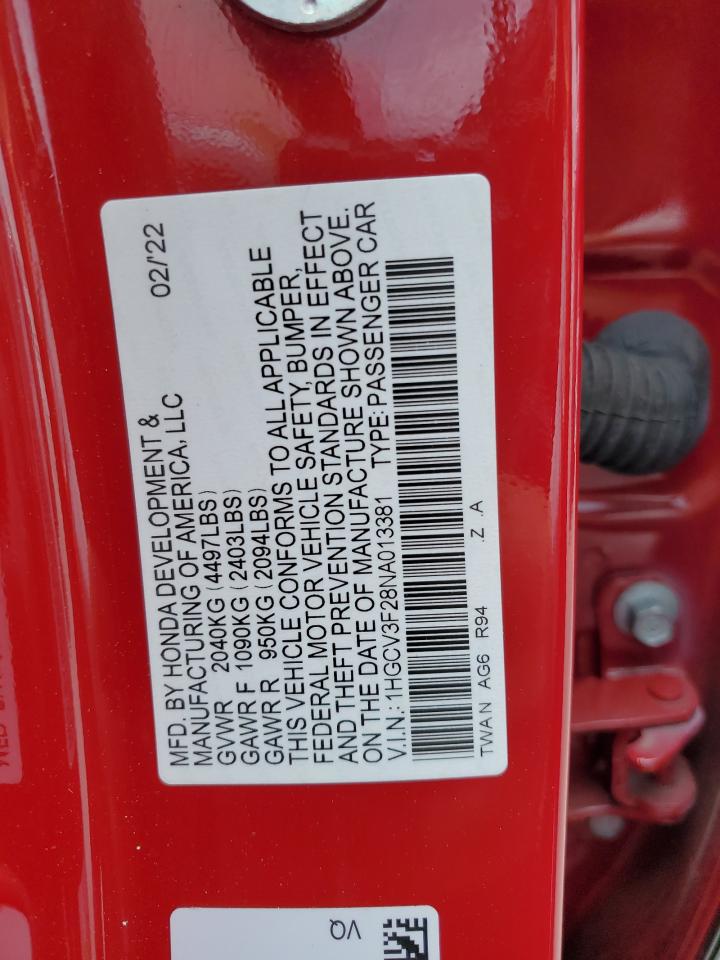 02/'22
MFD. BY HONDA DEVELOPMENT &
MANUFACTURING OF AMERICA, LLC
GVWR 2040KG (4497LBS)
GAWR F 1090KG (2403LBS)
GAWR R 950KG (2094LBS)
THIS VEHICLE CONFORMS TO ALL APPLICABLE
FEDERAL MOTOR VEHICLE SAFETY, BUMPER,
AND THEFT PREVENTION STANDARDS IN EFFECT
ON THE DATE OF MANUFACTURE SHOWN ABOVE.
V.I.N.: 1HGCV3F28NA013381 TYPE: PASSENGER CAR
TWAN AG6 R94 .Z .A
VQ